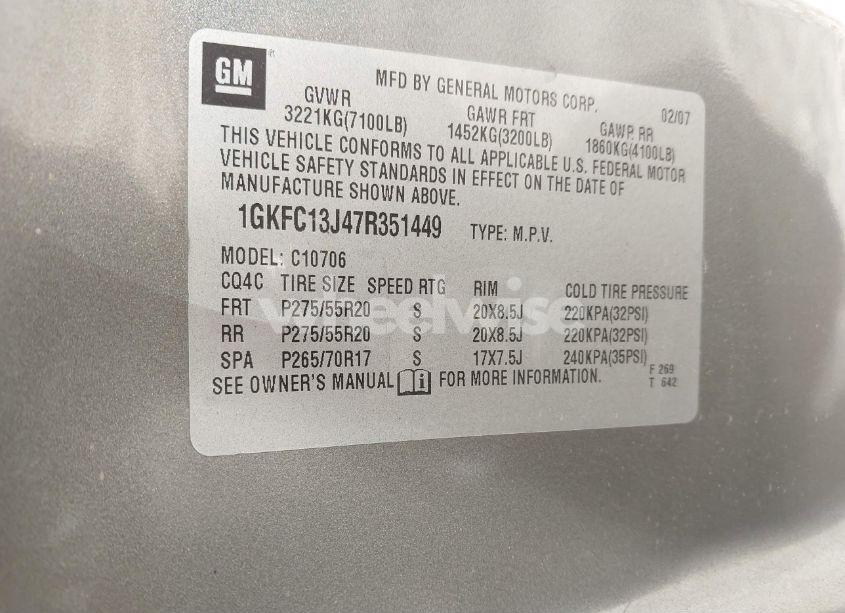 GM
MFD BY GENERAL MOTORS CORP. 02/07
GVWR GAWR FRT GAWR RR
3221KG(7100LB) 1452KG(3200LB) 1860KG(4100LB)
THIS VEHICLE CONFORMS TO ALL APPLICABLE U.S. FEDERAL MOTOR
VEHICLE SAFETY STANDARDS IN EFFECT ON THE DATE OF
MANUFACTURE SHOWN ABOVE.
1GKFC13J47R351449 TYPE: M.P.V.
MODEL: C10706
CQ4C TIRE SIZE SPEED RTG RIM COLD TIRE PRESSURE
FRT P275/55R20 S 20X8.5J 220KPA(32PSI)
RR P275/55R20 S 20X8.5J 220KPA(32PSI)
SPA P265/70R17 S 17X7.5J 240KPA(35PSI)
SEE OWNER'S MANUAL FOR MORE INFORMATION.
F 269
T 642